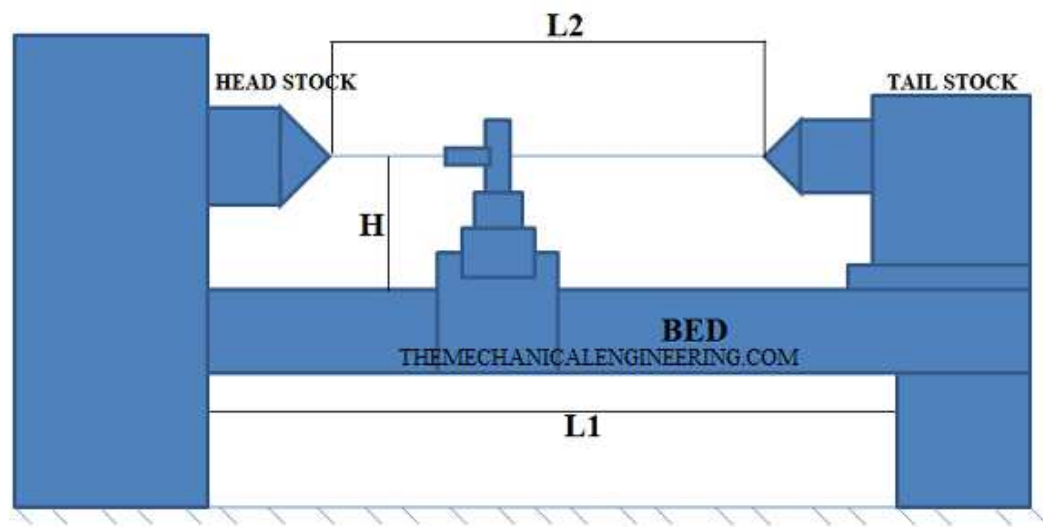 L2
HEAD STOCK
TAIL STOCK
H
BED
THEMECHANICALENGINEERING.COM
L1